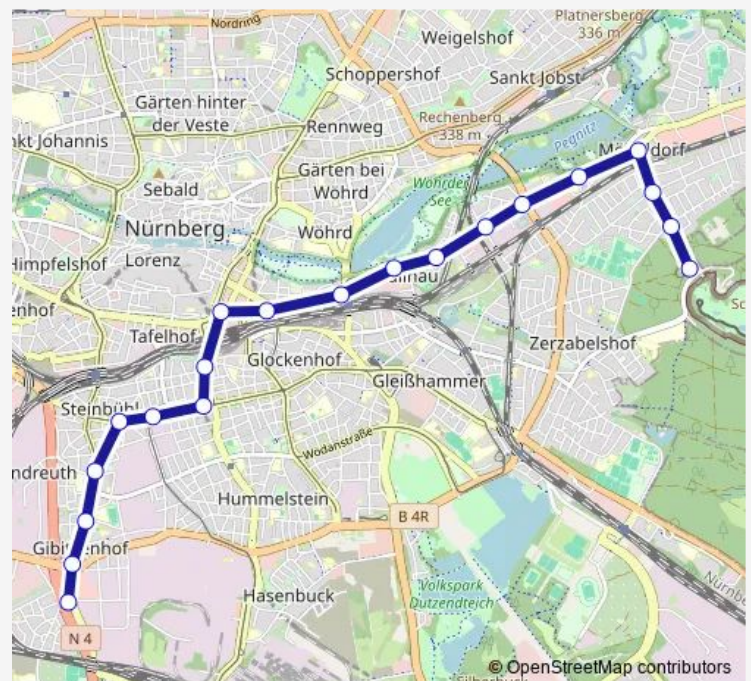 Nordring
Platnersberg
336 m
Weigelshof
Schoppershof
Sankt Jobst
Gärten hinter
der Veste
Rechenberg
338 m
Rennweg
nkt Johannis
Pegnitz
Gärten bei
Wöhrd
Sebald
Wöhrder
See
Nürnberg
Wöhrd
Himpfelshof
Lorenz
enhof
Tafelhof
Zerzabelshof
Glockenhof
Gleißhammer
Steinbühl
Wodanstraße
ndreuth
Hummelstein
B 4R
Hasenbuck
Volkspark
Dutzendteich
N 4
© OpenStreetMap contributors